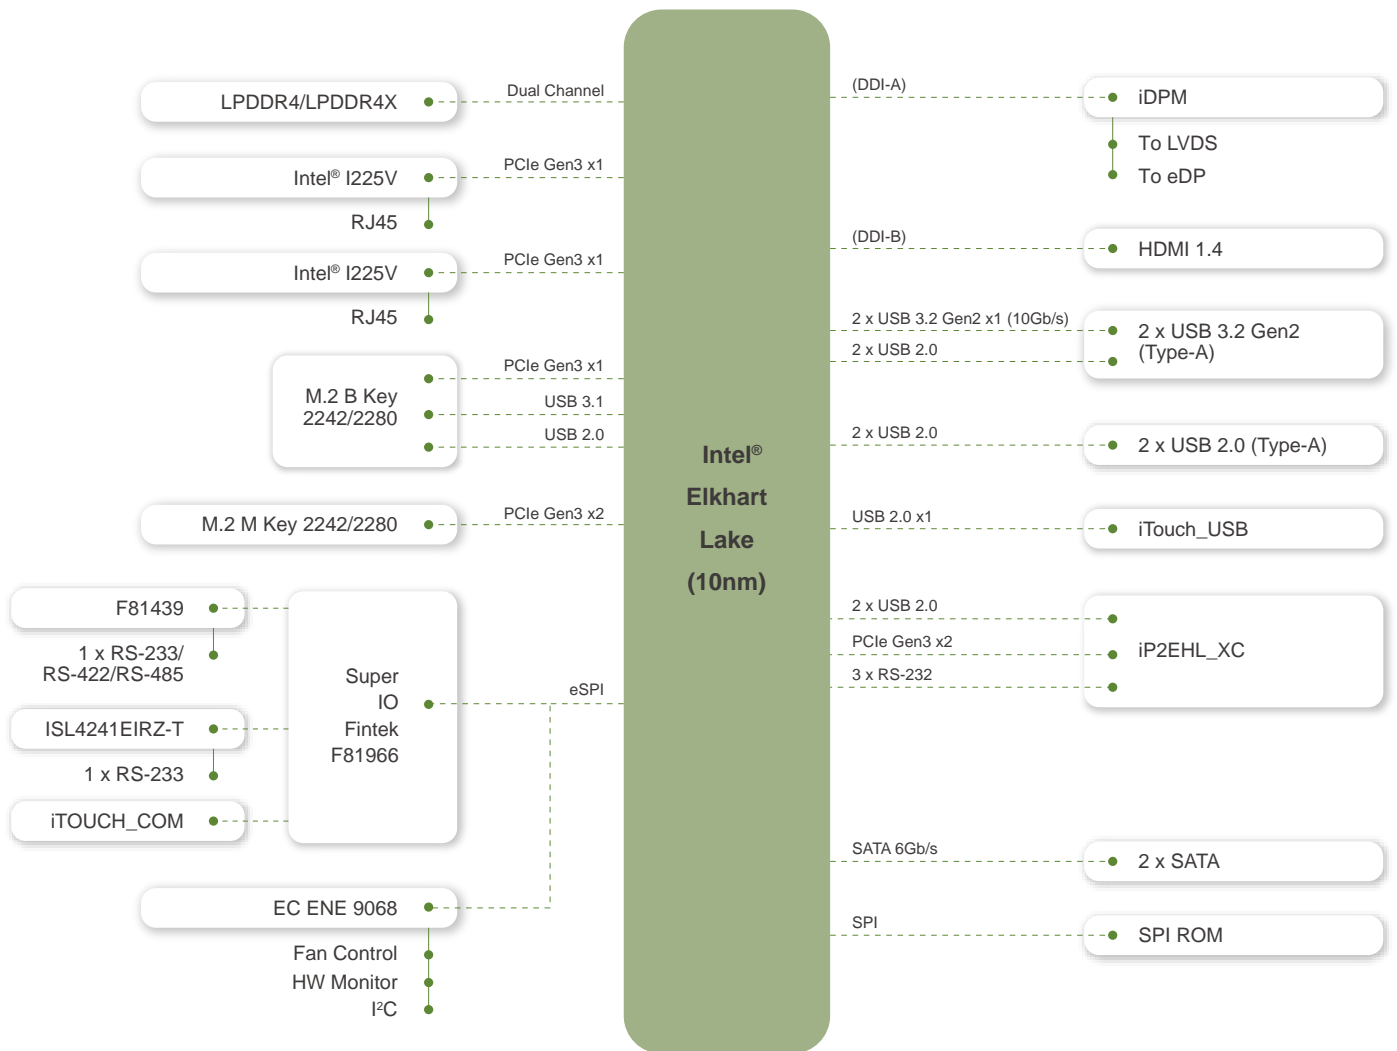 LPDDR4/LPDDR4X
Dual Channel
Intel® I225V
PCIe Gen3 x1
RJ45
Intel® I225V
PCIe Gen3 x1
RJ45
M.2 B Key
2242/2280
PCIe Gen3 x1
USB 3.1
USB 2.0
M.2 M Key 2242/2280
PCIe Gen3 x2
F81439
1 x RS-233/
RS-422/RS-485
ISL4241EIRZ-T
1 x RS-233
iTOUCH_COM
Super
IO
Fintek
F81966
eSPI
EC ENE 9068
Fan Control
HW Monitor
I²C
Intel®
Elkhart
Lake
(10nm)
(DDI-A)
iDPM
To LVDS
To eDP
(DDI-B)
HDMI 1.4
2 x USB 3.2 Gen2 x1 (10Gb/s)
2 x USB 2.0
2 x USB 3.2 Gen2
(Type-A)
2 x USB 2.0
2 x USB 2.0 (Type-A)
USB 2.0 x1
iTouch_USB
2 x USB 2.0
PCIe Gen3 x2
3 x RS-232
iP2EHL_XC
SATA 6Gb/s
2 x SATA
SPI
SPI ROM